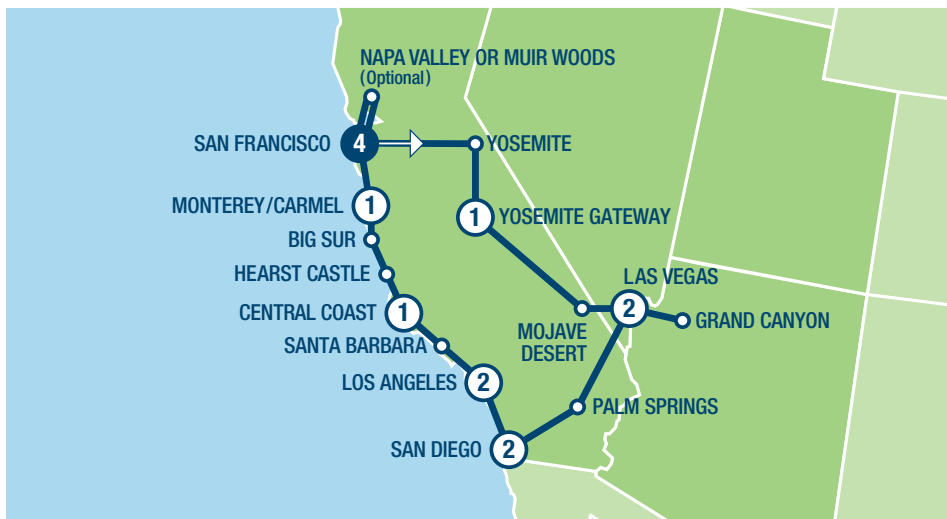 NAPA VALLEY OR MUIR WOODS
(Optional)
SAN FRANCISCO
4
YOSEMITE
MONTEREY/CARMEL
1
1
YOSEMITE GATEWAY
BIG SUR
HEARST CASTLE
LAS VEGAS
CENTRAL COAST
1
2
GRAND CANYON
MOJAVE
DESERT
SANTA BARBARA
LOS ANGELES
2
PALM SPRINGS
SAN DIEGO
2